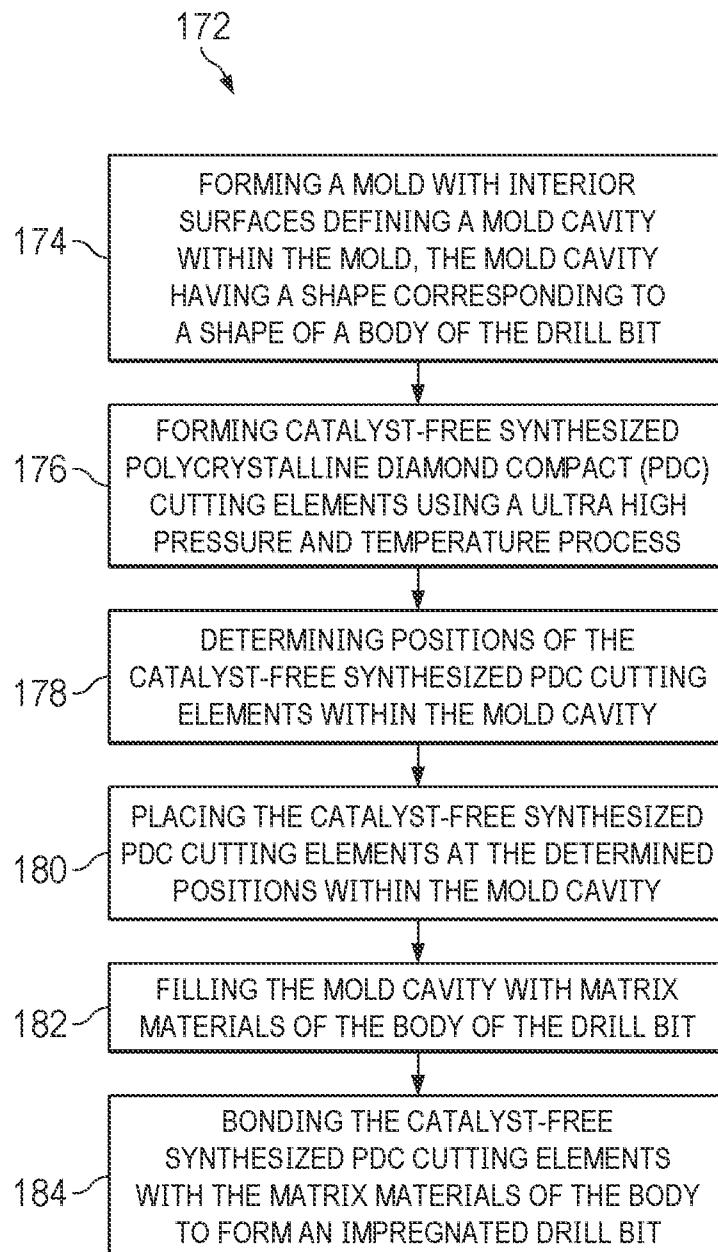 172
FORMING A MOLD WITH INTERIOR
SURFACES DEFINING A MOLD CAVITY
WITHIN THE MOLD, THE MOLD CAVITY
HAVING A SHAPE CORRESPONDING TO
A SHAPE OF A BODY OF THE DRILL BIT
174
FORMING CATALYST-FREE SYNTHESIZED
POLYCRYSTALLINE DIAMOND COMPACT (PDC)
CUTTING ELEMENTS USING A ULTRA HIGH
PRESSURE AND TEMPERATURE PROCESS
176
DETERMINING POSITIONS OF THE
CATALYST-FREE SYNTHESIZED PDC CUTTING
ELEMENTS WITHIN THE MOLD CAVITY
178
PLACING THE CATALYST-FREE SYNTHESIZED
PDC CUTTING ELEMENTS AT THE DETERMINED
POSITIONS WITHIN THE MOLD CAVITY
180
FILLING THE MOLD CAVITY WITH MATRIX
MATERIALS OF THE BODY OF THE DRILL BIT
182
BONDING THE CATALYST-FREE
SYNTHESIZED PDC CUTTING ELEMENTS
WITH THE MATRIX MATERIALS OF THE BODY
TO FORM AN IMPREGNATED DRILL BIT
184